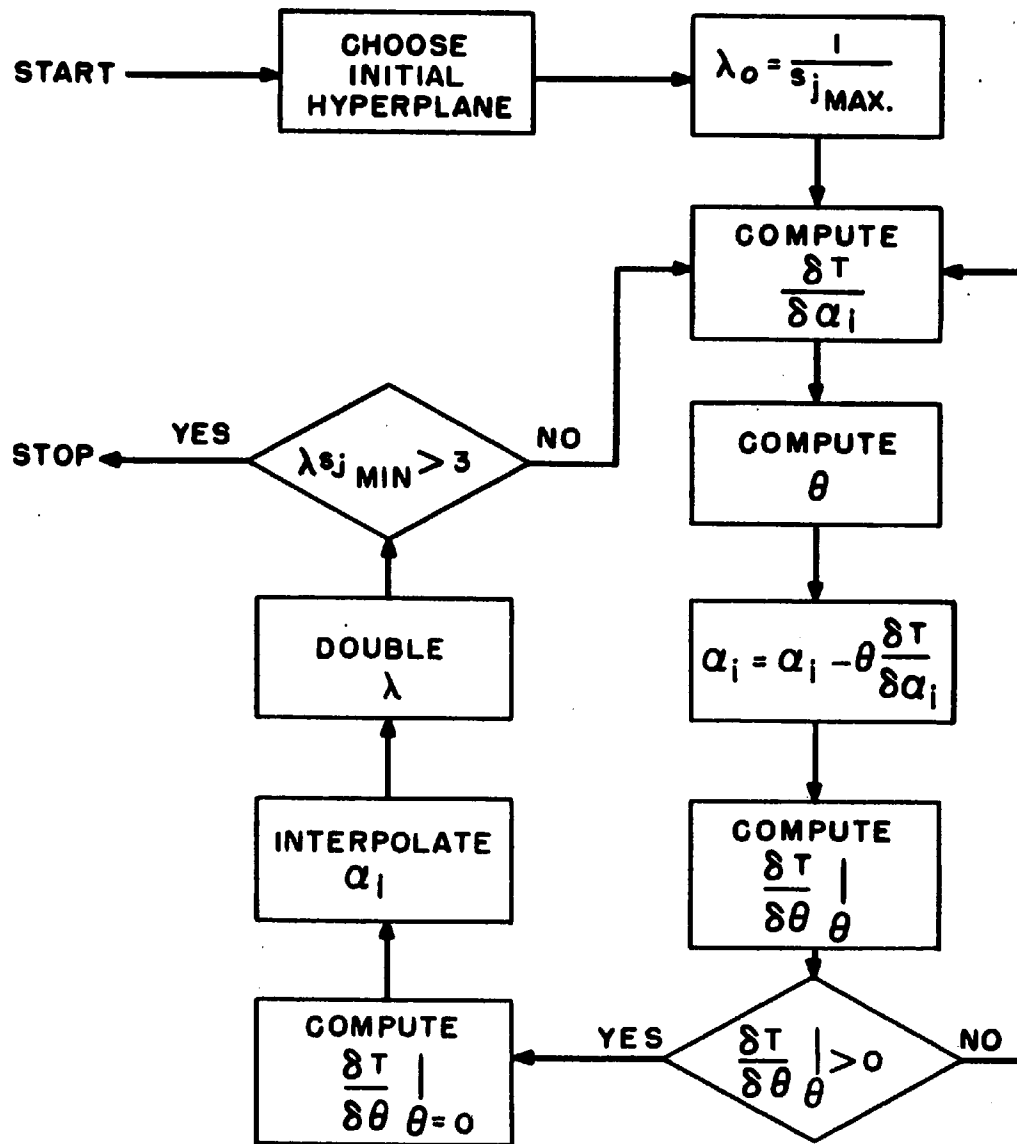 START
CHOOSE
INITIAL
HYPERPLANE
λ₀ = 1 / s_j MAX.
COMPUTE
δT / δα_i
COMPUTE
θ
α_i = α_i − θ δT / δα_i
COMPUTE
δT / δθ |θ
δT / δθ |θ > 0
NO
YES
COMPUTE
δT / δθ |θ=0
INTERPOLATE
α_i
DOUBLE
λ
λs_j MIN > 3
NO
YES
STOP